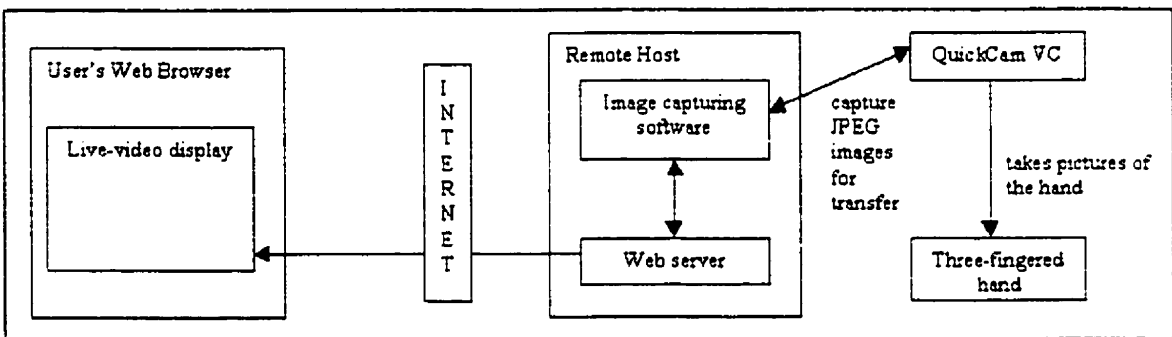 User's Web Browser
Live-video display
I
N
T
E
R
N
E
T
Remote Host
Image capturing
software
Web server
capture
JPEG
images
for
transfer
QuickCam VC
takes pictures of
the hand
Three-fingered
hand